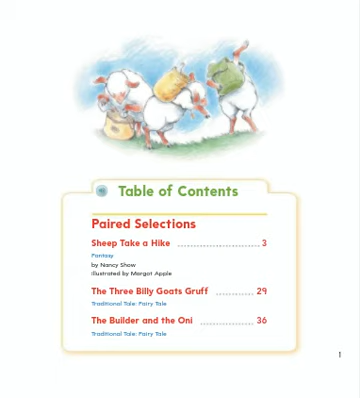 Table of Contents
Paired Selections
Sheep Take a Hike ........................ 3
Fantasy
by Nancy Show
illustrated by Margot Apple
The Three Billy Goats Gruff ........... 29
Traditional Tale: Fairy Tale
The Builder and the Oni ................ 36
Traditional Tale: Fairy Tale
1